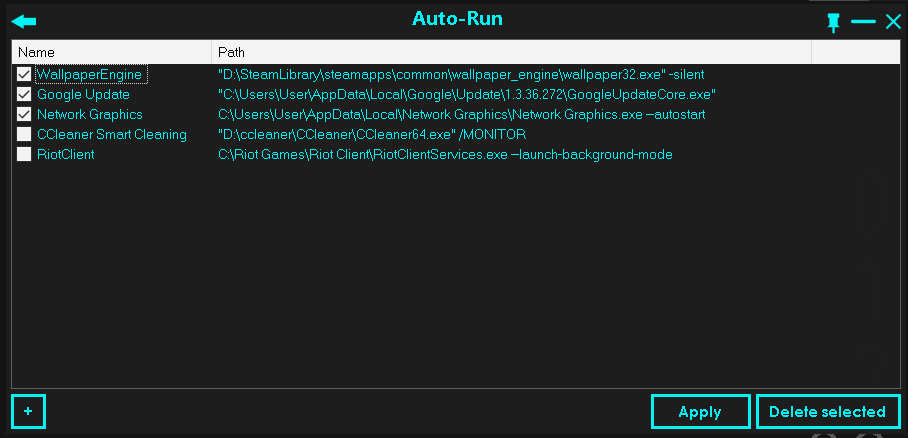 Auto-Run
Name Path
WallpaperEngine "D:\SteamLibrary\steamapps\common\wallpaper_engine\wallpaper32.exe" -silent
Google Update "C:\Users\User\AppData\Local\Google\Update\1.3.36.272\GoogleUpdateCore.exe"
Network Graphics C:\Users\User\AppData\Local\Network Graphics\Network Graphics.exe --autostart
CCleaner Smart Cleaning "D:\ccleaner\CCleaner\CCleaner64.exe" /MONITOR
RiotClient C:\Riot Games\Riot Client\RiotClientServices.exe --launch-background-mode
+ Apply Delete selected